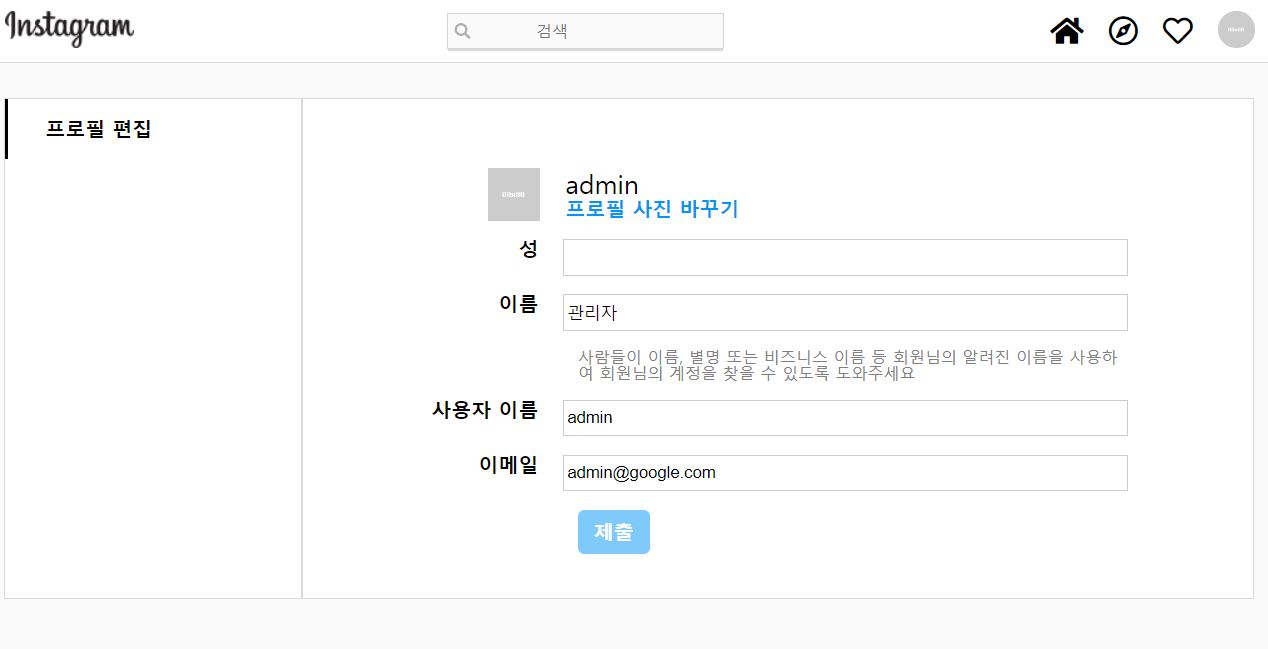 Instagram
검색
프로필 편집
admin
프로필 사진 바꾸기
성
이름
관리자
사람들이 이름, 별명 또는 비즈니스 이름 등 회원님의 알려진 이름을 사용하
여 회원님의 계정을 찾을 수 있도록 도와주세요
사용자 이름
admin
이메일
admin@google.com
제출